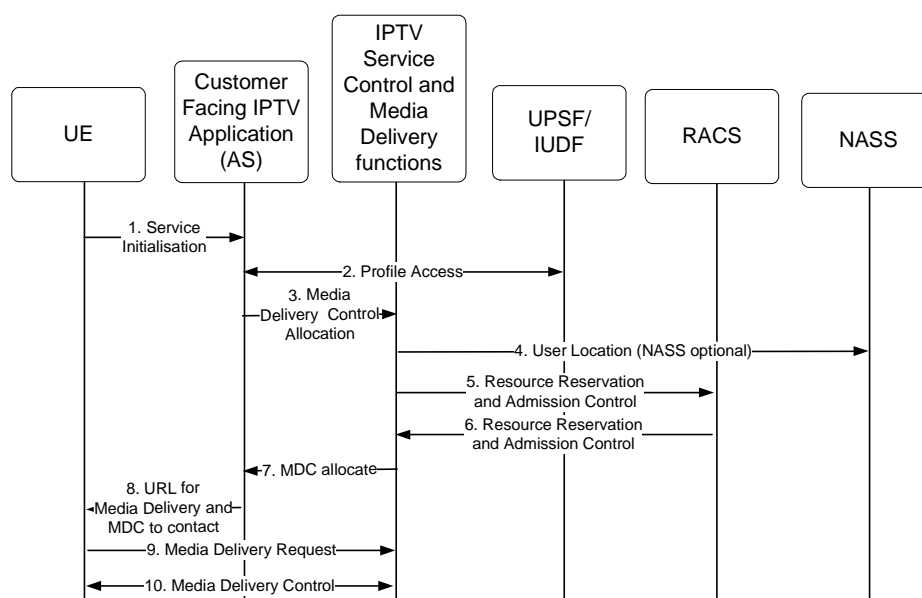 UE
Customer
Facing IPTV
Application
(AS)
IPTV
Service
Control and
Media
Delivery
functions
UPSF/
IUDF
RACS
NASS
1. Service
Initialisation
2. Profile Access
3. Media
Delivery Control
Allocation
4. User Location (NASS optional)
5. Resource Reservation
and Admission Control
6. Resource Reservation
and Admission Control
7. MDC allocate
8. URL for
Media Delivery and
MDC to contact
9. Media Delivery Request
10. Media Delivery Control